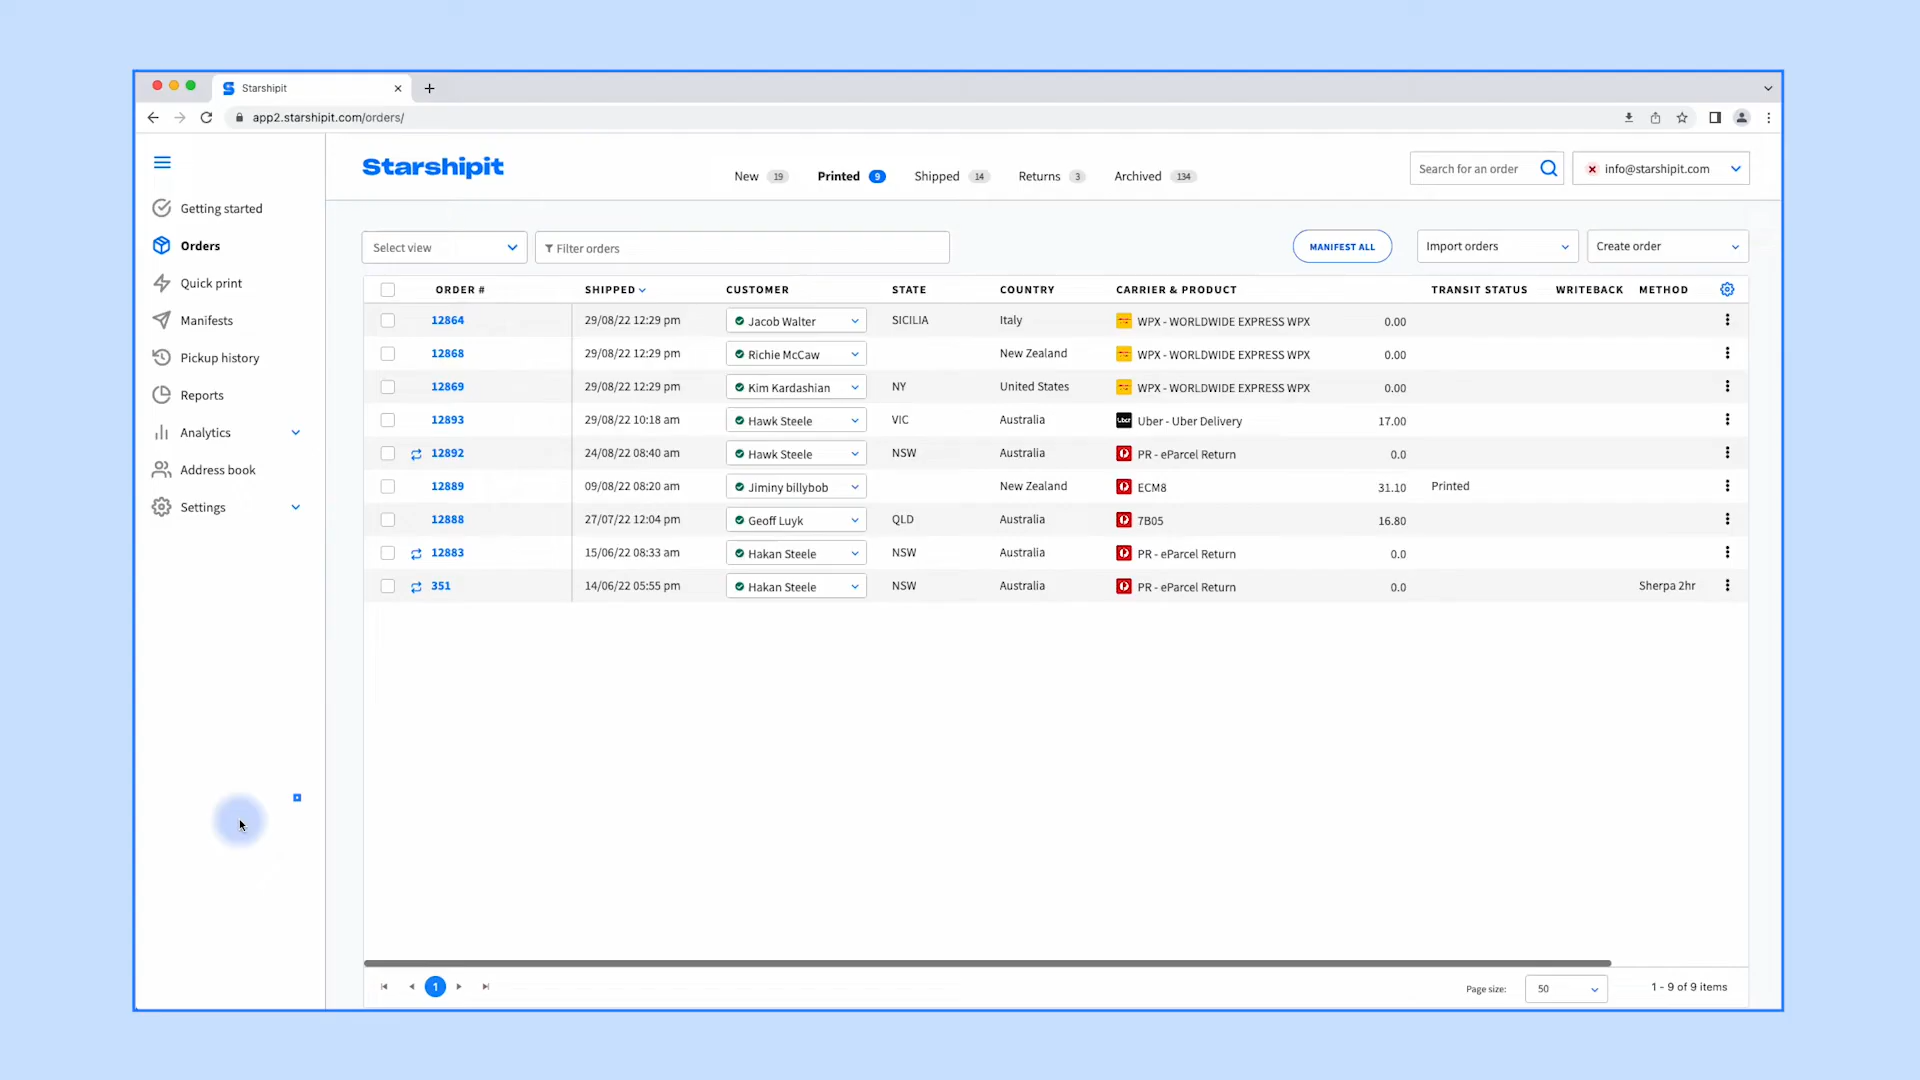 Starshipit
app2.starshipit.com/orders/
Starshipit
New 19 Printed 9 Shipped 14 Returns 3 Archived 134
Search for an order
info@starshipit.com
Getting started
Orders
Quick print
Manifests
Pickup history
Reports
Analytics
Address book
Settings
Select view
Filter orders
MANIFEST ALL
Import orders
Create order
ORDER # SHIPPED CUSTOMER STATE COUNTRY CARRIER & PRODUCT TRANSIT STATUS WRITEBACK METHOD
12864 29/08/22 12:29 pm Jacob Walter SICILIA Italy WPX - WORLDWIDE EXPRESS WPX 0.00
12868 29/08/22 12:29 pm Richie McCaw New Zealand WPX - WORLDWIDE EXPRESS WPX 0.00
12869 29/08/22 12:29 pm Kim Kardashian NY United States WPX - WORLDWIDE EXPRESS WPX 0.00
12893 29/08/22 10:18 am Hawk Steele VIC Australia Uber Uber - Uber Delivery 17.00
12892 24/08/22 08:40 am Hawk Steele NSW Australia PR - eParcel Return 0.0
12889 09/08/22 08:20 am Jiminy billybob New Zealand ECM8 31.10 Printed
12888 27/07/22 12:04 pm Geoff Luyk QLD Australia 7B05 16.80
12883 15/06/22 08:33 am Hakan Steele NSW Australia PR - eParcel Return 0.0
351 14/06/22 05:55 pm Hakan Steele NSW Australia PR - eParcel Return 0.0 Sherpa 2hr
1
Page size: 50 1 - 9 of 9 items